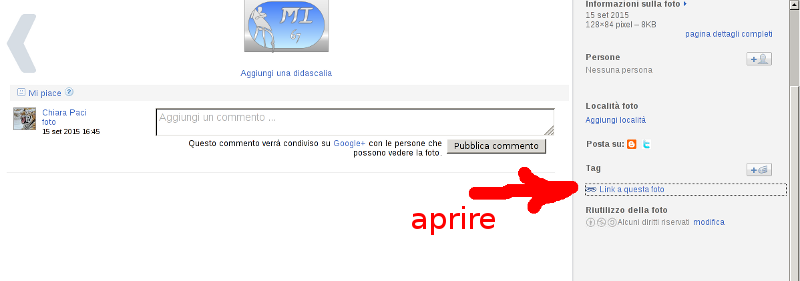 MI
Aggiungi una didascalia
Mi piace
Chiara Paci
foto
15 set 2015 16:45
Aggiungi un commento ...
Questo commento verrà condiviso su Google+ con le persone che
possono vedere la foto.
Pubblica commento
aprire
Informazioni sulla foto
15 set 2015
128×84 pixel – 8KB
pagina dettagli completi
Persone
Nessuna persona
Località foto
Aggiungi località
Posta su:
Tag
Link a questa foto
Riutilizzo della foto
Alcuni diritti riservati modifica